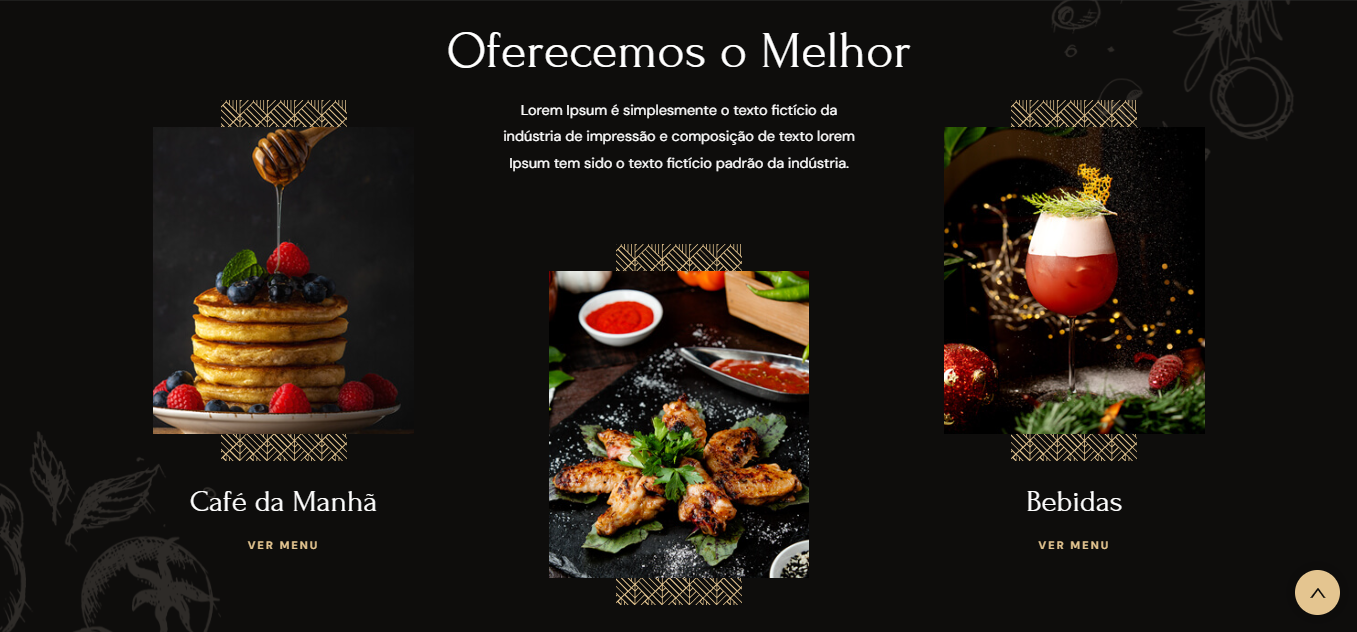 Oferecemos o Melhor
Lorem Ipsum é simplesmente o texto fictício da
indústria de impressão e composição de texto lorem
Ipsum tem sido o texto fictício padrão da indústria.
Café da Manhã
VER MENU
Bebidas
VER MENU